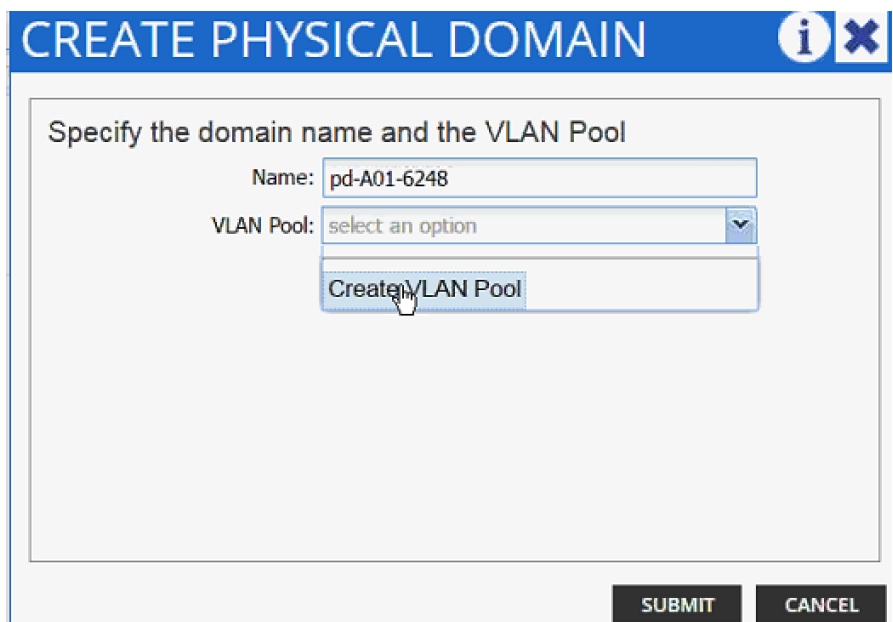 CREATE PHYSICAL DOMAIN
Specify the domain name and the VLAN Pool
Name: pd-A01-6248
VLAN Pool: select an option
Create VLAN Pool
SUBMIT CANCEL